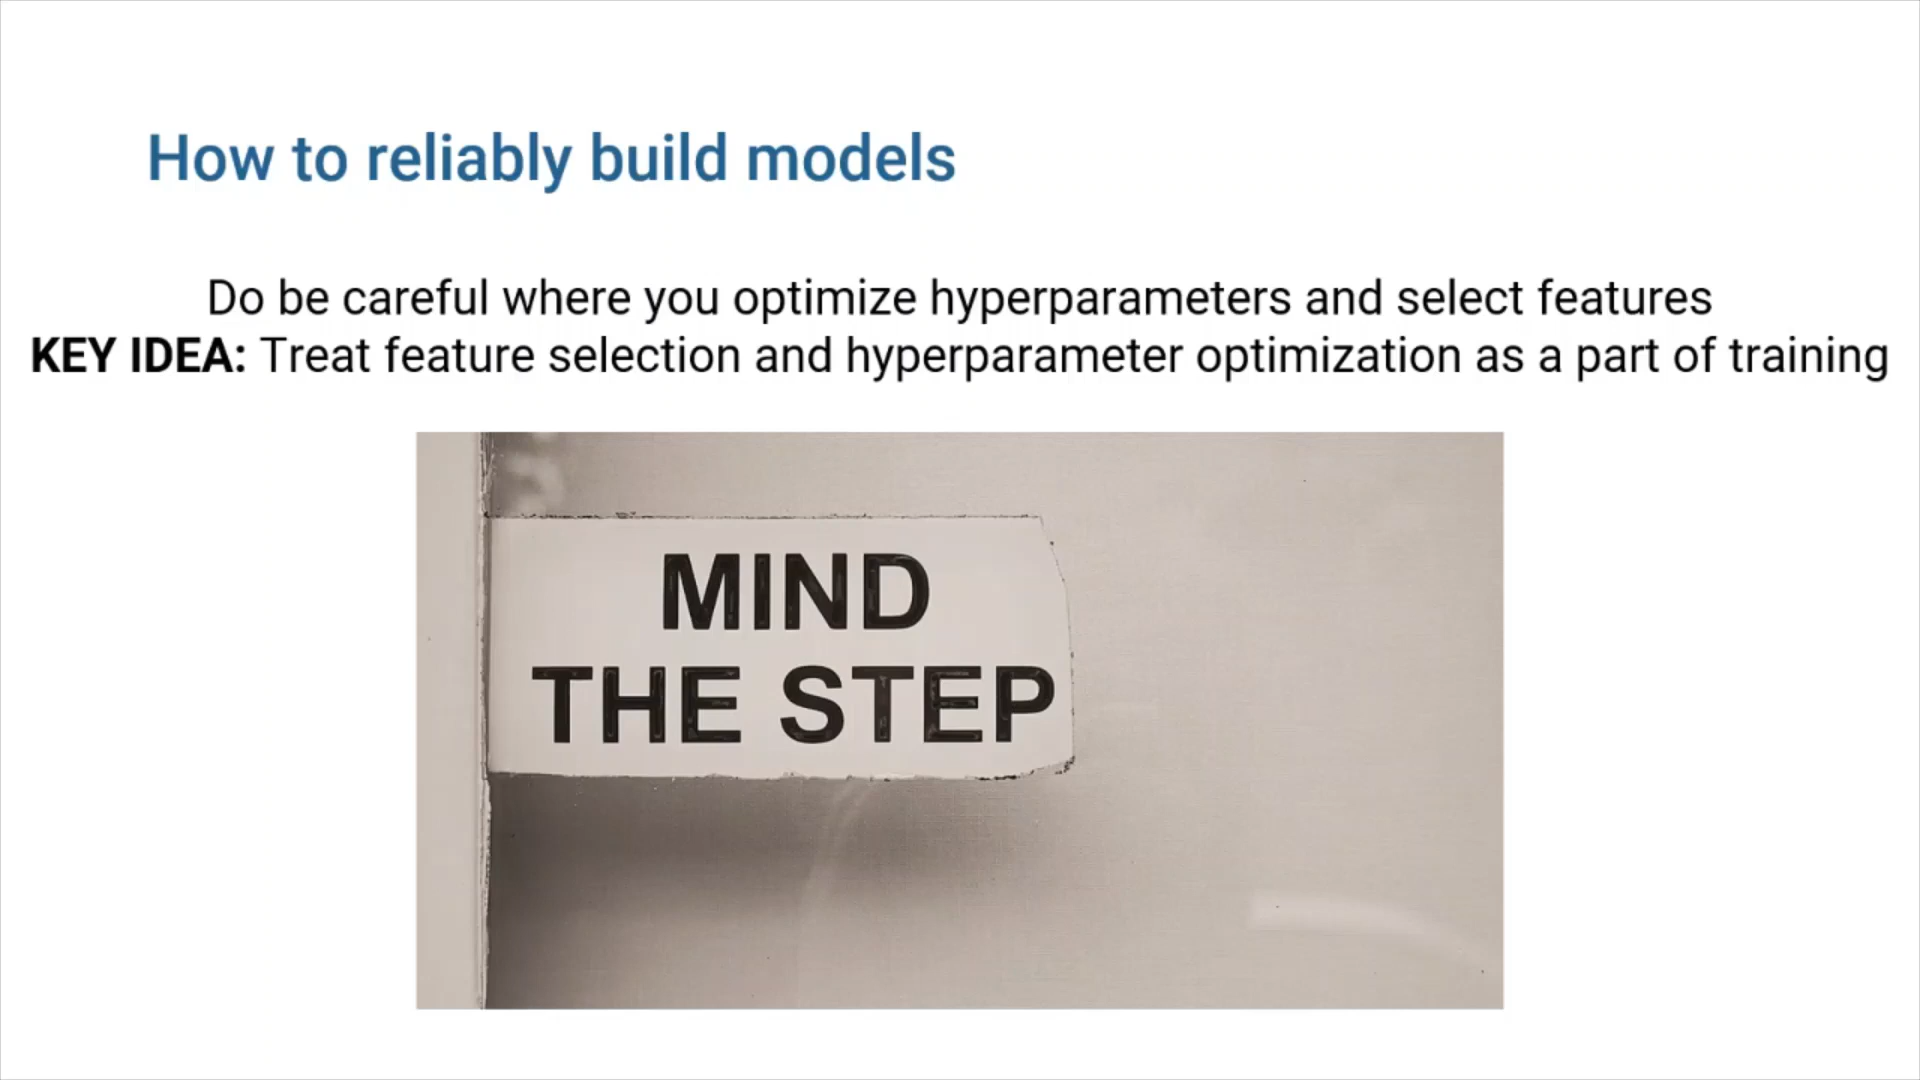 How to reliably build models
Do be careful where you optimize hyperparameters and select features
KEY IDEA: Treat feature selection and hyperparameter optimization as a part of training
MIND
THE STEP